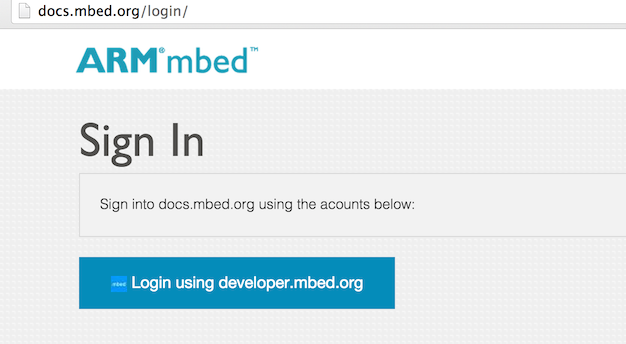 docs.mbed.org/login/
ARM® mbed™
Sign In
Sign into docs.mbed.org using the acounts below:
mbed Login using developer.mbed.org